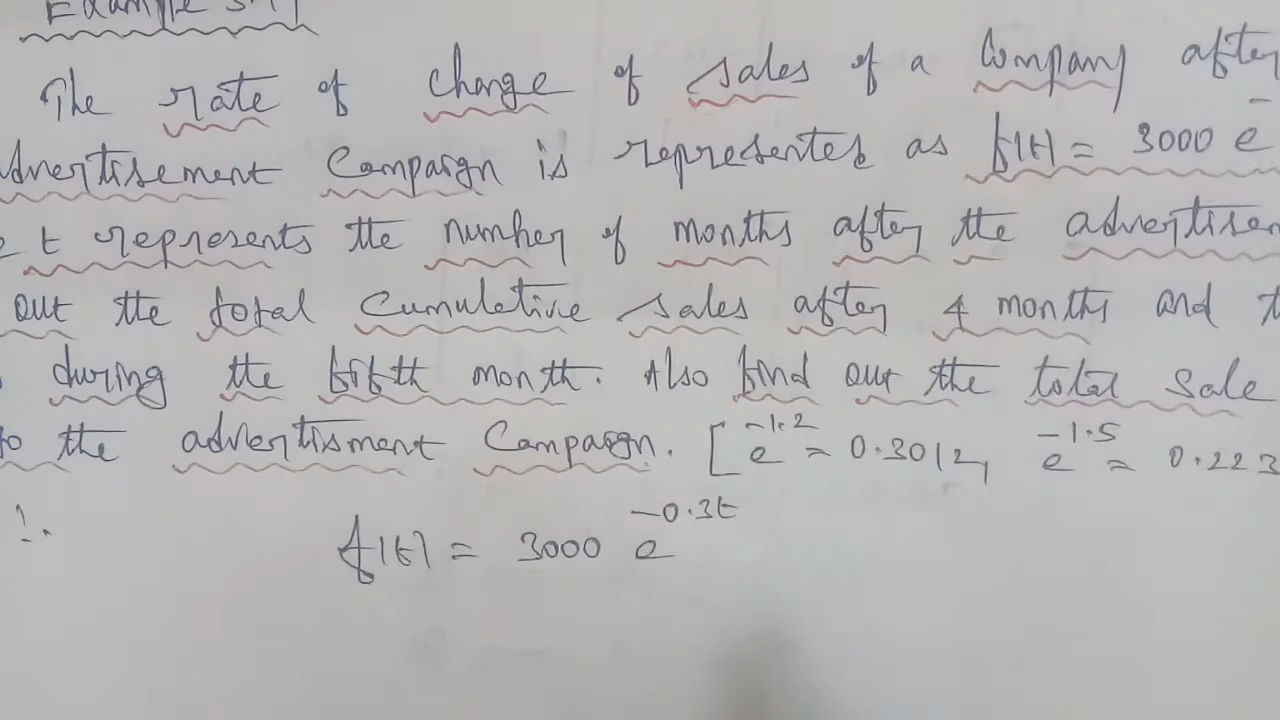 Example
The rate of change of sales of a Company after
advertisement Campaign is represented as f(t) = 3000 e^-
t represents the number of months after the
out the total Cumulative sales after 4 months and
during the fifth month. Also find out the total Sale
to the advertisment Campaign. [e^-1.2 = 0.3012, e^-1.5 = 0.223
f(t) = 3000 e^-0.3t